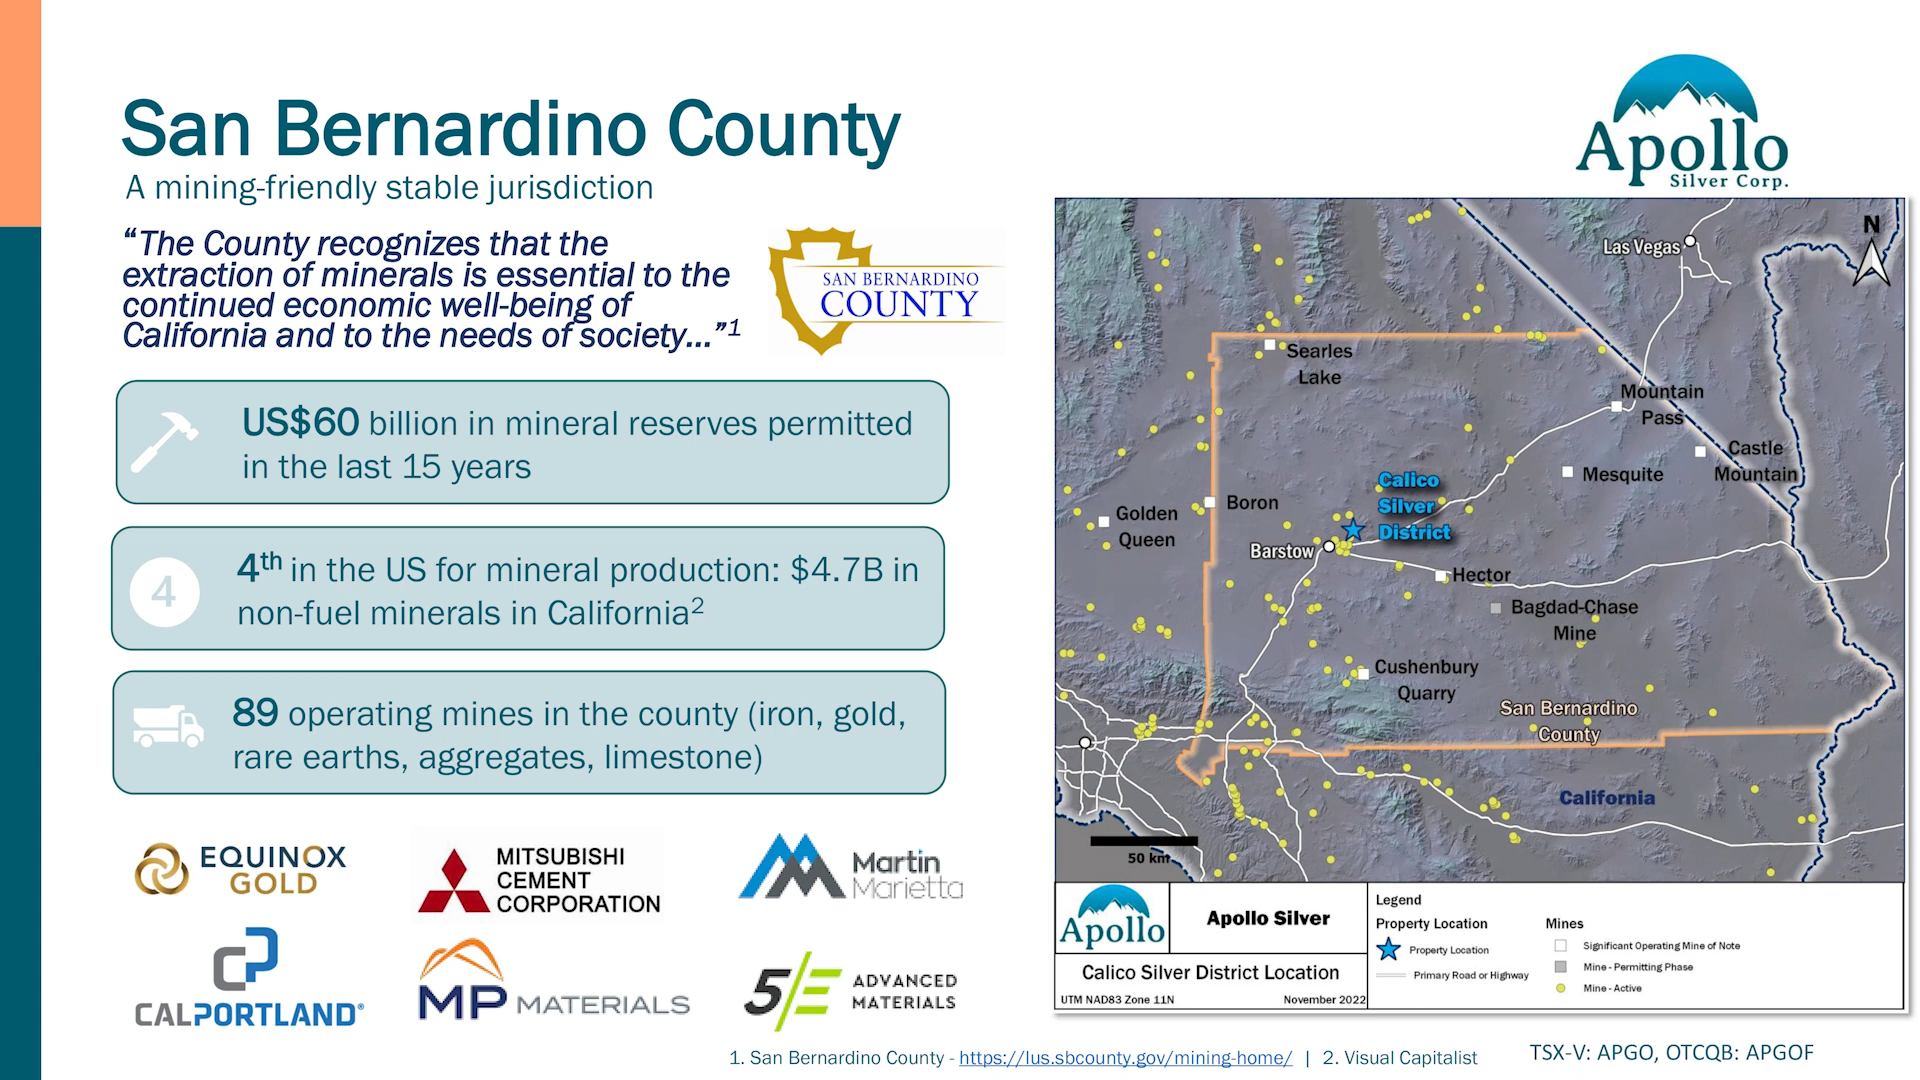 San Bernardino County
A mining-friendly stable jurisdiction
“The County recognizes that the
extraction of minerals is essential to the
continued economic well-being of
California and to the needs of society...”1
SAN BERNARDINO
COUNTY
US$60 billion in mineral reserves permitted
in the last 15 years
4
4th in the US for mineral production: $4.7B in
non-fuel minerals in California2
89 operating mines in the county (iron, gold,
rare earths, aggregates, limestone)
EQUINOX
GOLD
MITSUBISHI
CEMENT
CORPORATION
Martin
Marietta
CALPORTLAND®
MP MATERIALS
5/E ADVANCED
MATERIALS
Apollo
Silver Corp.
N
Las Vegas
Searles
Lake
Mountain
Pass
Castle
Mountain
Mesquite
Calico
Silver
District
Golden
Queen
Boron
Barstow
Hector
Bagdad-Chase
Mine
Cushenbury
Quarry
San Bernardino
County
California
50 km
Apollo
Apollo Silver
Calico Silver District Location
UTM NAD83 Zone 11N
November 2022
Legend
Property Location
Property Location
Primary Road or Highway
Mines
Significant Operating Mine of Note
Mine - Permitting Phase
Mine - Active
1. San Bernardino County - https://lus.sbcounty.gov/mining-home/ | 2. Visual Capitalist
TSX-V: APGO, OTCQB: APGOF